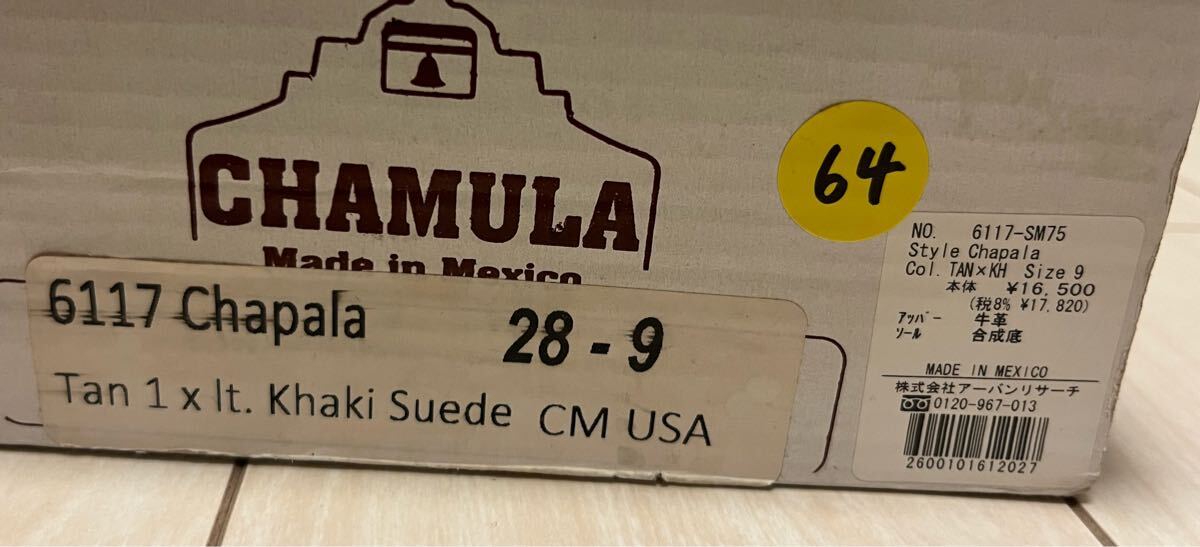 CHAMULA
Made in Mexico
6117 Chapala 28 - 9
Tan 1 x lt. Khaki Suede CM USA
64
NO. 6117-SM75
Style Chapala
Col. TAN×KH Size 9
本体 ¥16,500
(税8% ¥17,820)
ｱｯﾊﾟｰ 牛革
ｿｰﾙ 合成底
MADE IN MEXICO
株式会社アーバンリサーチ
0120-967-013
2600101612027